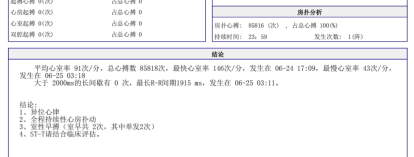 起搏心搏 0(次) 占总心搏 0
心房起搏 0(次) 占总心搏 0
心室起搏 0(次) 占总心搏 0
双腔起搏 0(次) 占总心搏 0
房扑分析
房扑心搏: 85816 (次) , 占总心搏 100(%)
持续时间: 23: 59 发生次数: 1(阵)
结论
平均心室率 91次/分, 总心搏数 85818次, 最快心室率 146次/分, 发生在 06-24 17:09, 最慢心室率 43次/分,
发生在 06-25 03:18
大于 2000ms的长间歇有 0 次, 最长R-R间期1915 ms, 发生在 06-25 03:11。
结论:
1、异位心律
2、全程持续性心房扑动
3、室性早搏（室早共 2次, 其中单发2次）
4、ST-T请结合临床评估。